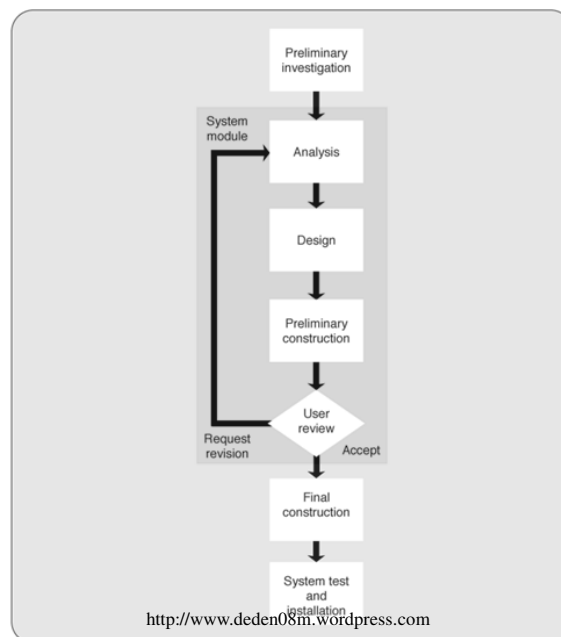 Preliminary
investigation
System
module
Analysis
Design
Preliminary
construction
User
review
Request
revision
Accept
Final
construction
System test
and
installation
http://www.deden08m.wordpress.com